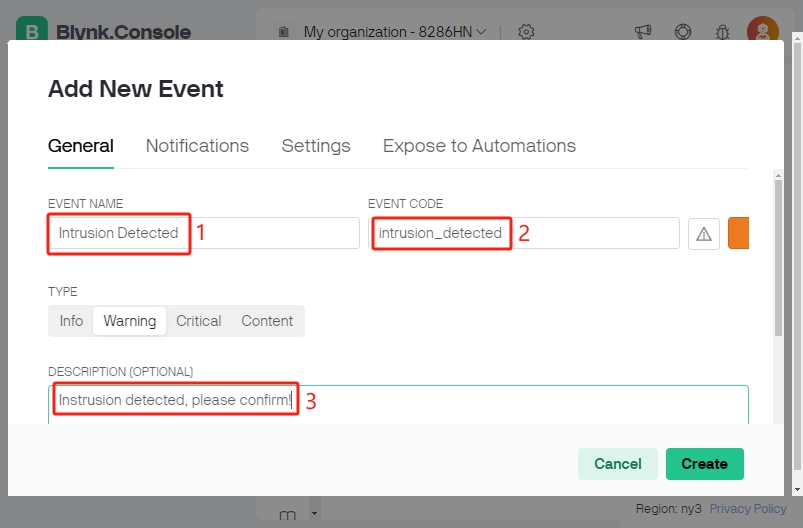 B Blynk.Console
My organization - 8286HN
Add New Event
General Notifications Settings Expose to Automations
EVENT NAME EVENT CODE
Intrusion Detected 1 intrusion_detected 2
TYPE
Info Warning Critical Content
DESCRIPTION (OPTIONAL)
Instrusion detected, please confirm! 3
Cancel Create
Region: ny3 Privacy Policy